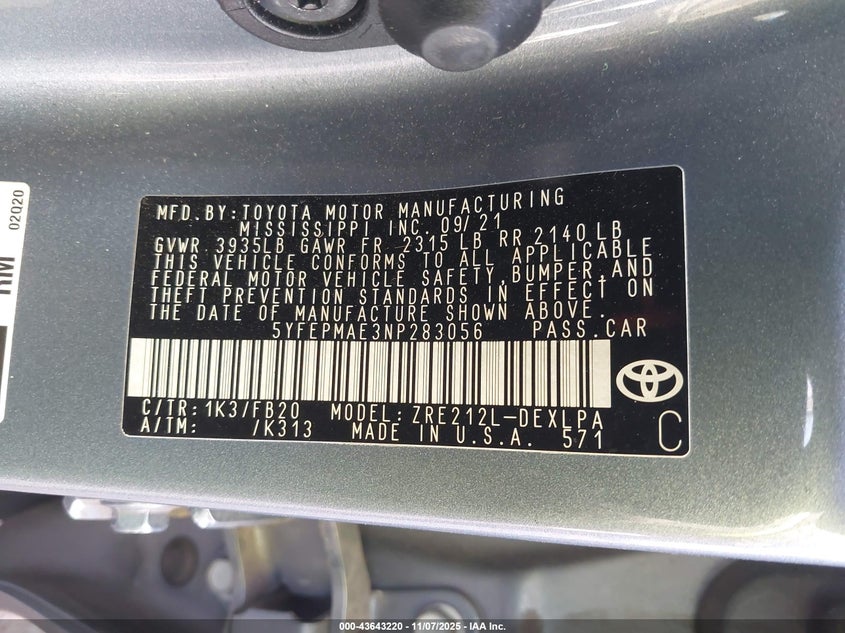 MFD.BY:TOYOTA MOTOR MANUFACTURING
MISSISSIPPI INC. 09/21
GVWR 3935LB GAWR FR 2315 LB RR 2140 LB
THIS VEHICLE CONFORMS TO ALL APPLICABLE
FEDERAL MOTOR VEHICLE SAFETY,BUMPER,AND
THEFT PREVENTION STANDARDS IN EFFECT ON
THE DATE OF MANUFACTURE SHOWN ABOVE.
5YFEPMAE3NP283056 PASS.CAR
C/TR:1K3/FB20 MODEL:ZRE212L-DEXLPA
A/TM: /K313 MADE IN U.S.A. 571
C
02020
RM
000-43643220 - 11/07/2025 - IAA Inc.